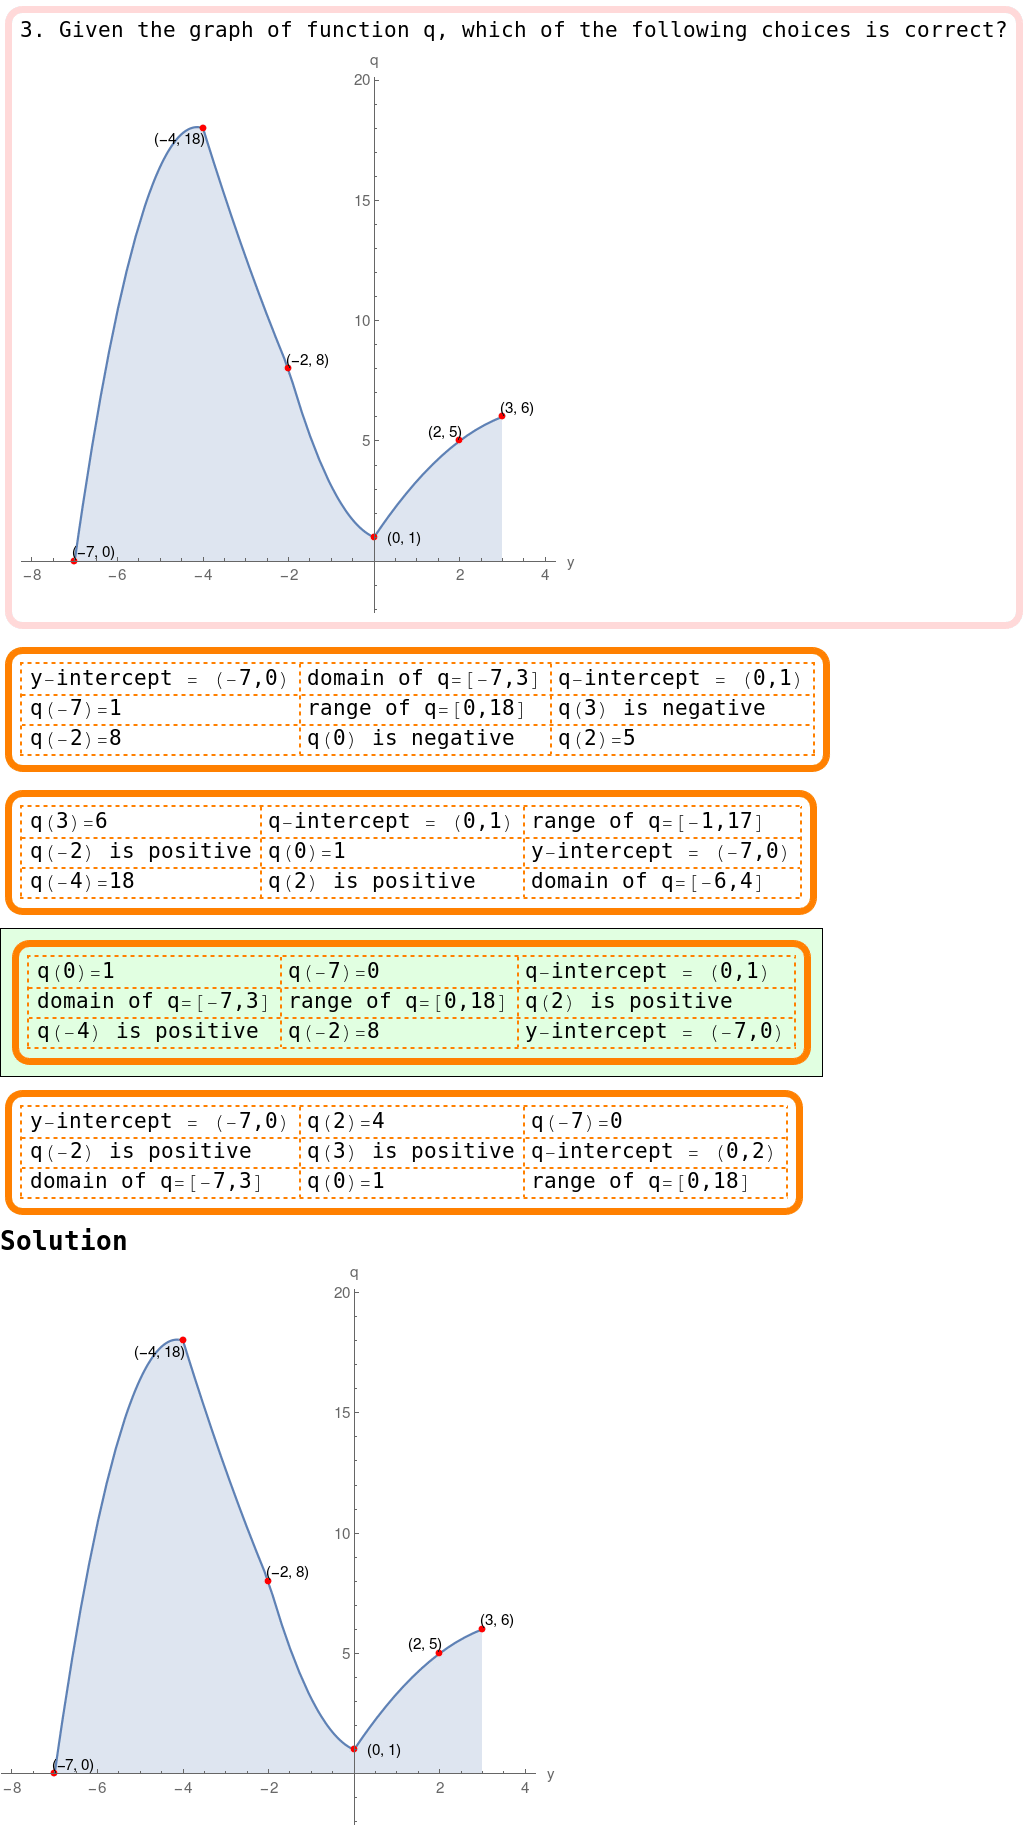 3. Given the graph of function q, which of the following choices is correct?
q
20
(−4, 18)
15
10
(−2, 8)
(3, 6)
(2, 5)
5
(0, 1)
(−7, 0)
y
−8 −6 −4 −2 2 4
y-intercept = (-7,0) domain of q=[-7,3] q-intercept = (0,1)
q(-7)=1 range of q=[0,18] q(3) is negative
q(-2)=8 q(0) is negative q(2)=5
q(3)=6 q-intercept = (0,1) range of q=[-1,17]
q(-2) is positive q(0)=1 y-intercept = (-7,0)
q(-4)=18 q(2) is positive domain of q=[-6,4]
q(0)=1 q(-7)=0 q-intercept = (0,1)
domain of q=[-7,3] range of q=[0,18] q(2) is positive
q(-4) is positive q(-2)=8 y-intercept = (-7,0)
y-intercept = (-7,0) q(2)=4 q(-7)=0
q(-2) is positive q(3) is positive q-intercept = (0,2)
domain of q=[-7,3] q(0)=1 range of q=[0,18]
Solution
q
20
(−4, 18)
15
10
(−2, 8)
(3, 6)
(2, 5)
5
(0, 1)
(−7, 0)
y
−8 −6 −4 −2 2 4